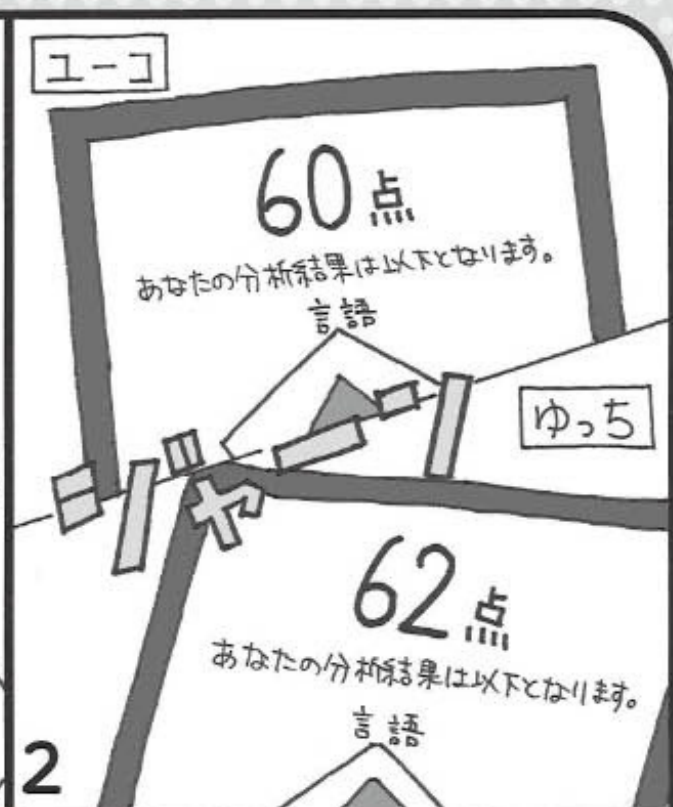 ユーコ
60点
あなたの分析結果は以下となります。
言語
ジャーン
ゆっち
62点
あなたの分析結果は以下となります。
言語
2